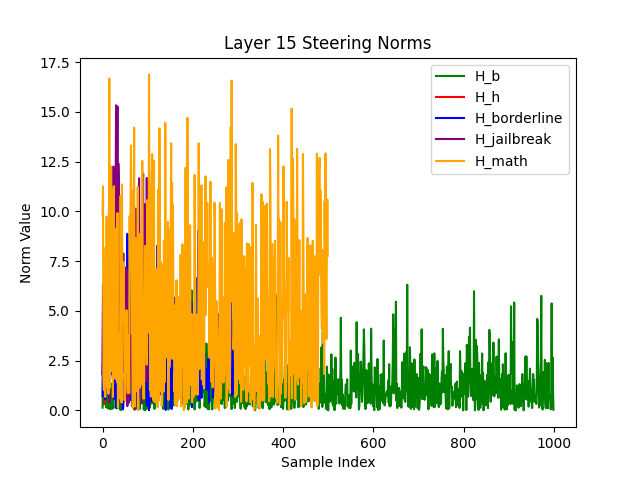 Layer 15 Steering Norms
17.5
15.0
12.5
10.0
7.5
5.0
2.5
0.0
Norm Value
H_b
H_h
H_borderline
H_jailbreak
H_math
0 200 400 600 800 1000
Sample Index